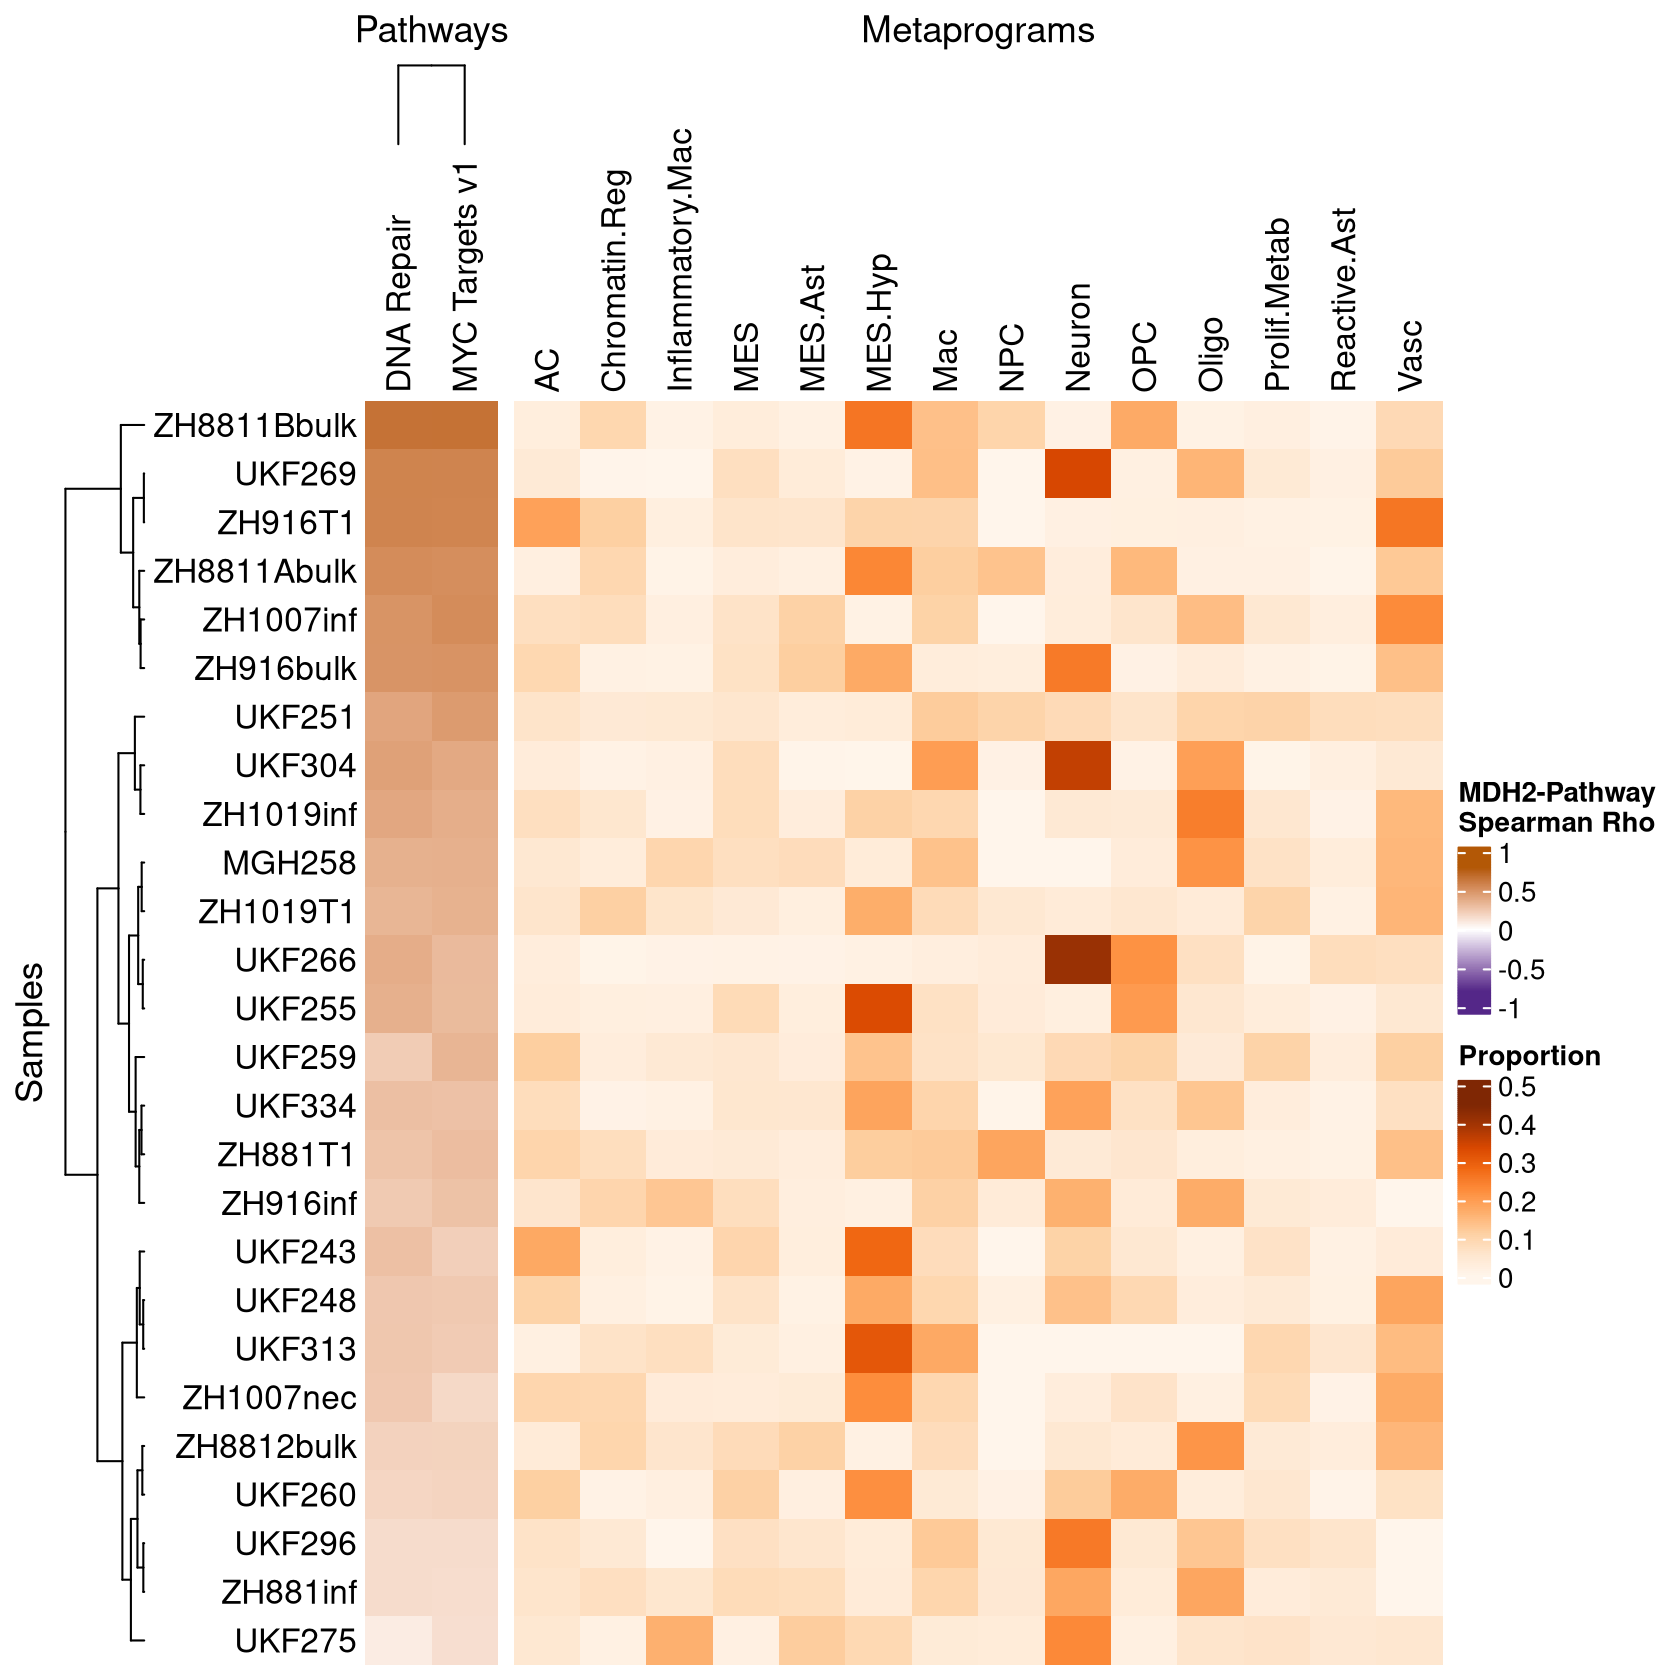 Pathways
Metaprograms
DNA Repair
MYC Targets v1
AC
Chromatin.Reg
Inflammatory.Mac
MES
MES.Ast
MES.Hyp
Mac
NPC
Neuron
OPC
Oligo
Prolif.Metab
Reactive.Ast
Vasc
Samples
ZH8811Bbulk
UKF269
ZH916T1
ZH8811Abulk
ZH1007inf
ZH916bulk
UKF251
UKF304
ZH1019inf
MGH258
ZH1019T1
UKF266
UKF255
UKF259
UKF334
ZH881T1
ZH916inf
UKF243
UKF248
UKF313
ZH1007nec
ZH8812bulk
UKF260
UKF296
ZH881inf
UKF275
MDH2-Pathway
Spearman Rho
1
0.5
0
-0.5
-1
Proportion
0.5
0.4
0.3
0.2
0.1
0